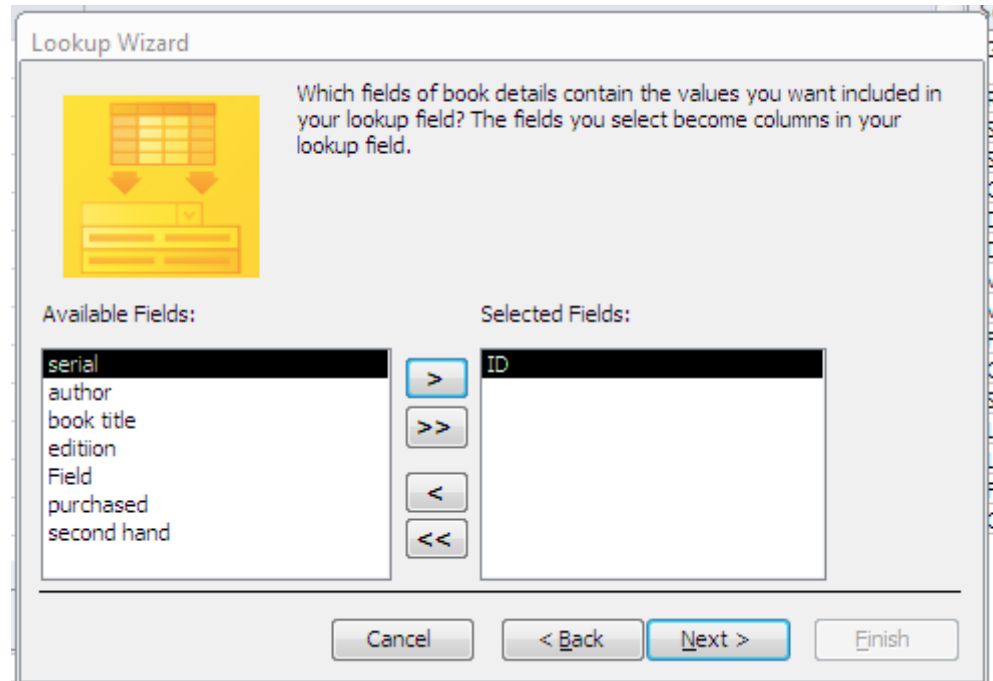 Lookup Wizard
Which fields of book details contain the values you want included in
your lookup field? The fields you select become columns in your
lookup field.
Available Fields:
Selected Fields:
serial
author
book title
editiion
Field
purchased
second hand
>
>>
<
<<
ID
Cancel
< Back
Next >
Finish